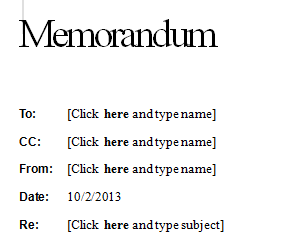 Memorandum
To: [Click here and type name]
CC: [Click here and type name]
From: [Click here and type name]
Date: 10/2/2013
Re: [Click here and type subject]